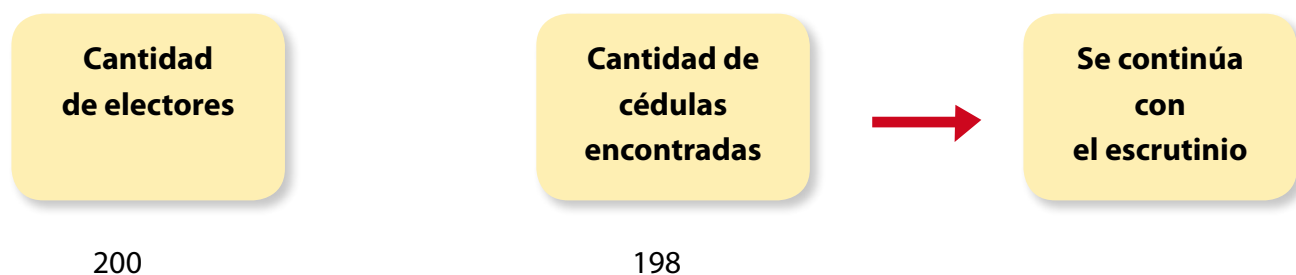 Cantidad
de electores
Cantidad de
cédulas
encontradas
Se continúa
con
el escrutinio
200
198